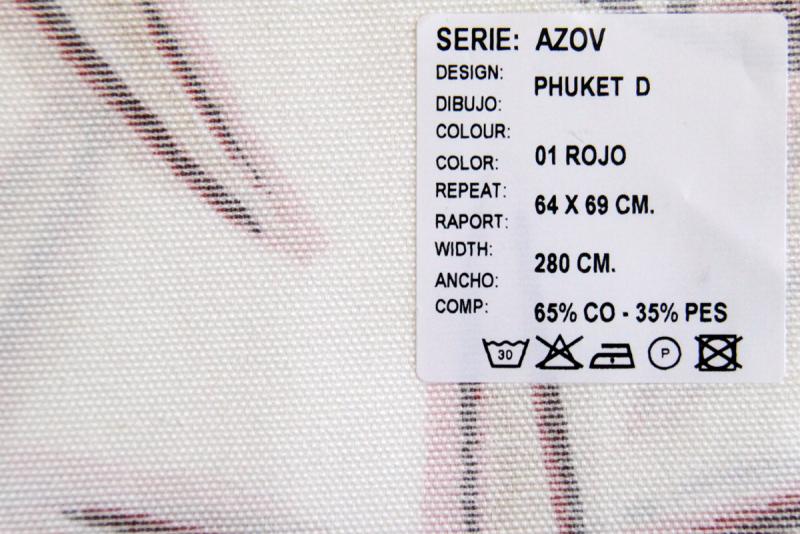 SERIE: AZOV
DESIGN:
PHUKET D
DIBUJO:
COLOUR:
COLOR: 01 ROJO
REPEAT:
64 X 69 CM.
RAPORT:
WIDTH:
280 CM.
ANCHO:
COMP: 65% CO - 35% PES
30 P